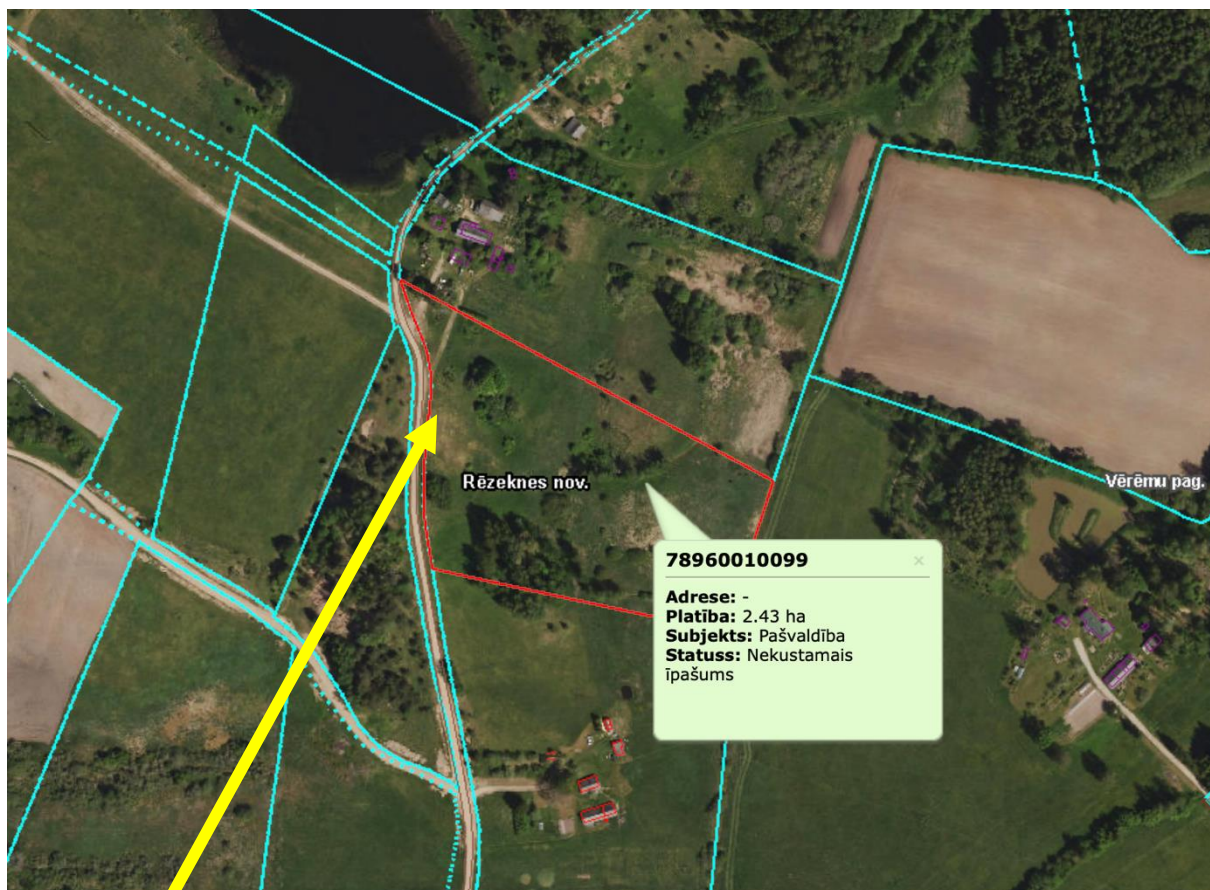 Rēzeknes nov.
Vērēmu pag.
78960010099 ×
Adrese: -
Platība: 2.43 ha
Subjekts: Pašvaldība
Statuss: Nekustamais
īpašums